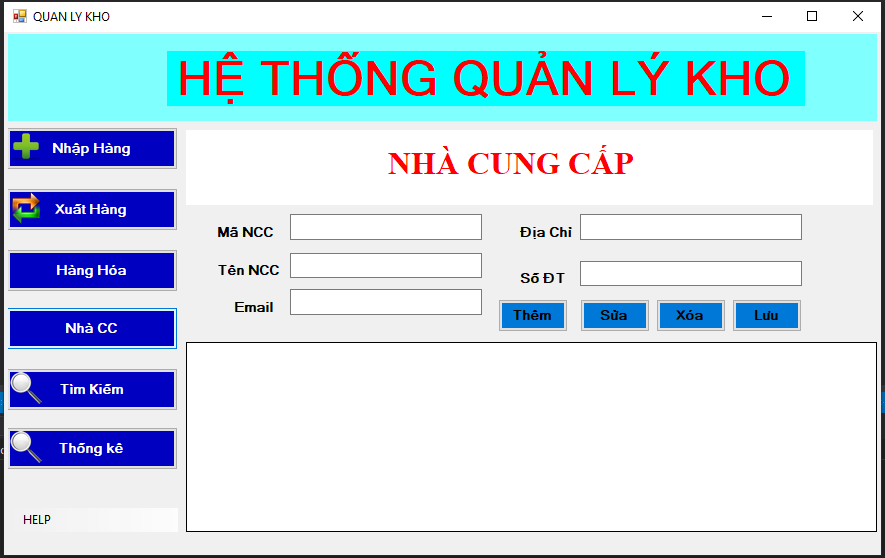 QUAN LY KHO
HỆ THỐNG QUẢN LÝ KHO
Nhập Hàng
Xuất Hàng
Hàng Hóa
Nhà CC
Tìm Kiếm
Thống kê
HELP
NHÀ CUNG CẤP
Mã NCC
Địa Chỉ
Tên NCC
Số ĐT
Email
Thêm
Sửa
Xóa
Lưu